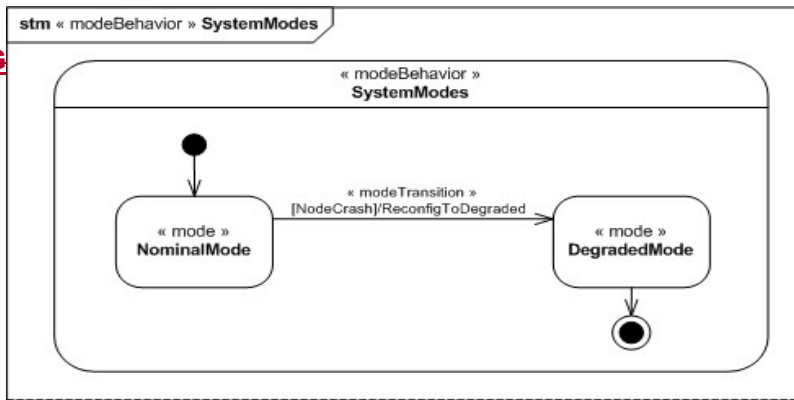 stm « modeBehavior » SystemModes
« modeBehavior »
SystemModes
« modeTransition »
[NodeCrash]/ReconfigToDegraded
« mode »
NominalMode
« mode »
DegradedMode